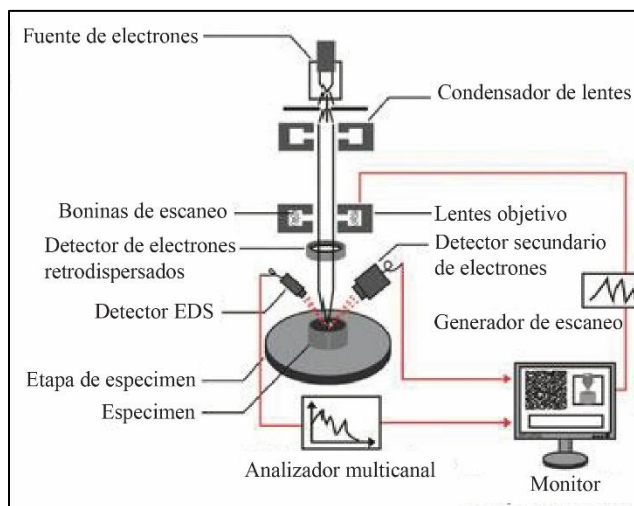 Fuente de electrones
Condensador de lentes
Boninas de escaneo
Lentes objetivo
Detector de electrones
retrodispersados
Detector secundario
de electrones
Detector EDS
Generador de escaneo
Etapa de especimen
Especimen
Analizador multicanal
Monitor